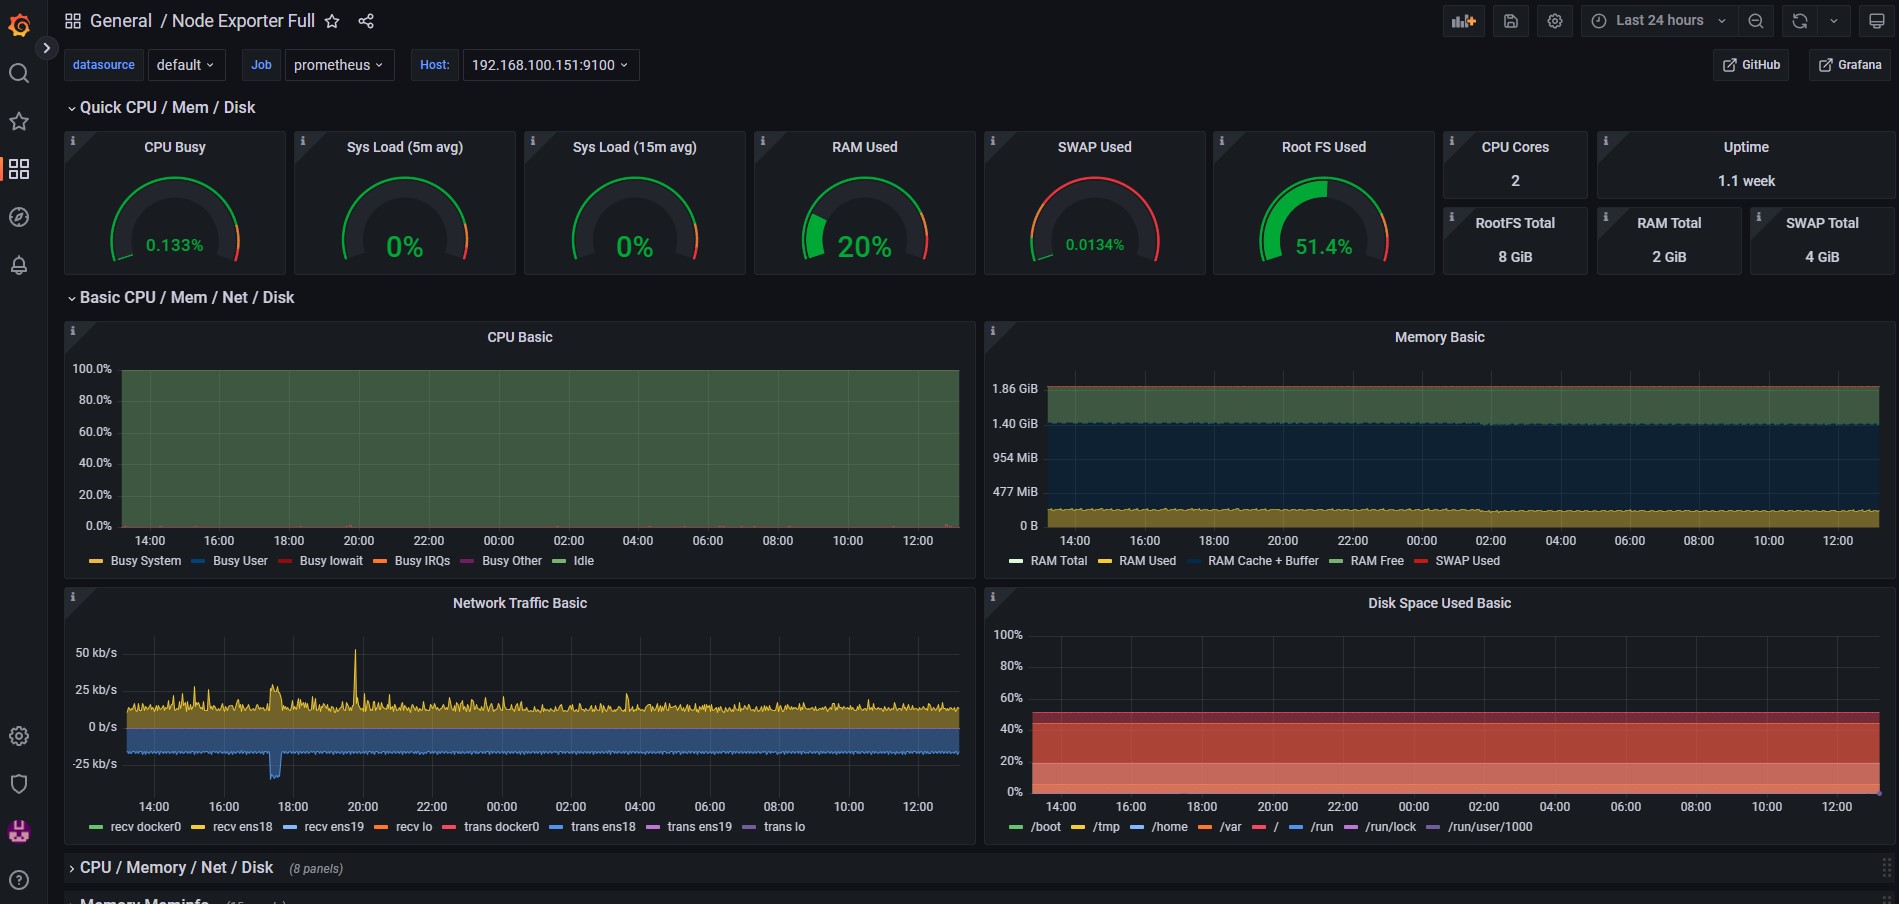 General / Node Exporter Full
Last 24 hours
datasource default Job prometheus Host: 192.168.100.151:9100 GitHub Grafana
Quick CPU / Mem / Disk
CPU Busy
0.133%
Sys Load (5m avg)
0%
Sys Load (15m avg)
0%
RAM Used
20%
SWAP Used
0.0134%
Root FS Used
51.4%
CPU Cores
2
Uptime
1.1 week
RootFS Total
8 GiB
RAM Total
2 GiB
SWAP Total
4 GiB
Basic CPU / Mem / Net / Disk
CPU Basic
100.0%
80.0%
60.0%
40.0%
20.0%
0.0%
14:00 16:00 18:00 20:00 22:00 00:00 02:00 04:00 06:00 08:00 10:00 12:00
Busy System Busy User Busy Iowait Busy IRQs Busy Other Idle
Memory Basic
1.86 GiB
1.40 GiB
954 MiB
477 MiB
0 B
14:00 16:00 18:00 20:00 22:00 00:00 02:00 04:00 06:00 08:00 10:00 12:00
RAM Total RAM Used RAM Cache + Buffer RAM Free SWAP Used
Network Traffic Basic
50 kb/s
25 kb/s
0 b/s
-25 kb/s
14:00 16:00 18:00 20:00 22:00 00:00 02:00 04:00 06:00 08:00 10:00 12:00
recv docker0 recv ens18 recv ens19 recv lo trans docker0 trans ens18 trans ens19 trans lo
Disk Space Used Basic
100%
80%
60%
40%
20%
0%
14:00 16:00 18:00 20:00 22:00 00:00 02:00 04:00 06:00 08:00 10:00 12:00
/boot /tmp /home /var / /run /run/lock /run/user/1000
CPU / Memory / Net / Disk (8 panels)
Memory Meminfo